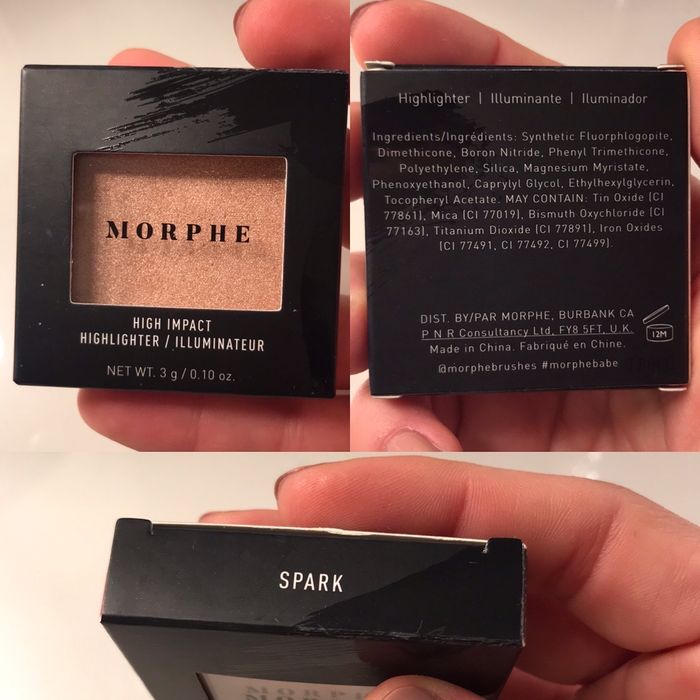 MORPHE
HIGH IMPACT
HIGHLIGHTER / ILLUMINATEUR
NET WT. 3 g / 0.10 oz.
Highlighter | Illuminante | Iluminador
Ingredients/Ingrédients: Synthetic Fluorphlogopite,
Dimethicone, Boron Nitride, Phenyl Trimethicone,
Polyethylene, Silica, Magnesium Myristate,
Phenoxyethanol, Caprylyl Glycol, Ethylhexylglycerin,
Tocopheryl Acetate. MAY CONTAIN: Tin Oxide [CI
77861], Mica [CI 77019], Bismuth Oxychloride [CI
77163], Titanium Dioxide [CI 77891], Iron Oxides
[CI 77491, CI 77492, CI 77499].
DIST. BY/PAR MORPHE, BURBANK CA
P N R Consultancy Ltd, FY8 5FT, U.K.
12M
Made in China. Fabriqué en Chine.
@morphebrushes #morphebabe
SPARK
MORPHE